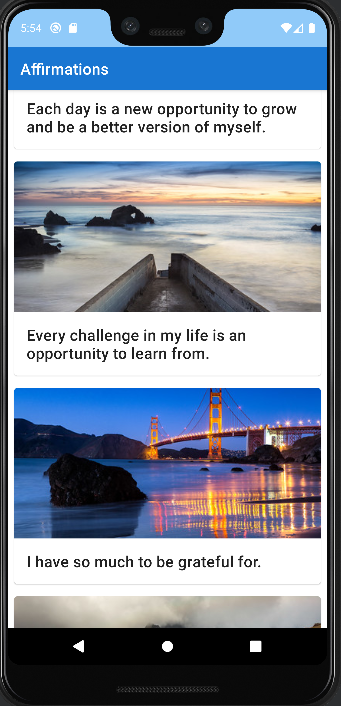 5:54
Affirmations
Each day is a new opportunity to grow
and be a better version of myself.
Every challenge in my life is an
opportunity to learn from.
I have so much to be grateful for.